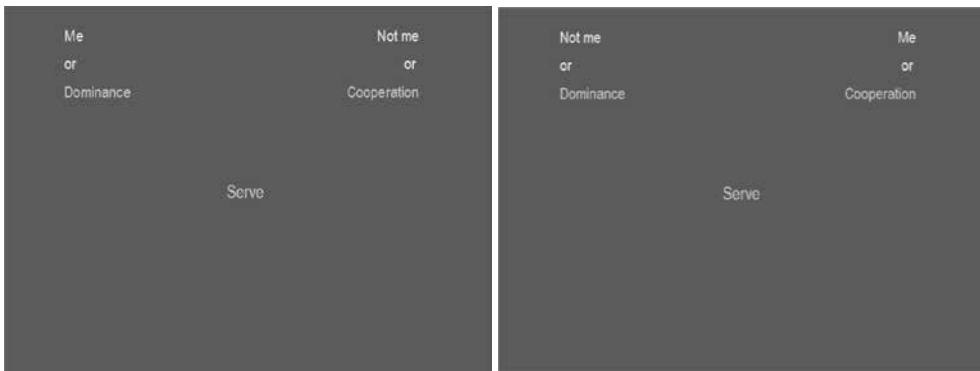 Me Not me
or or
Dominance Cooperation
Serve
Not me Me
or or
Dominance Cooperation
Serve